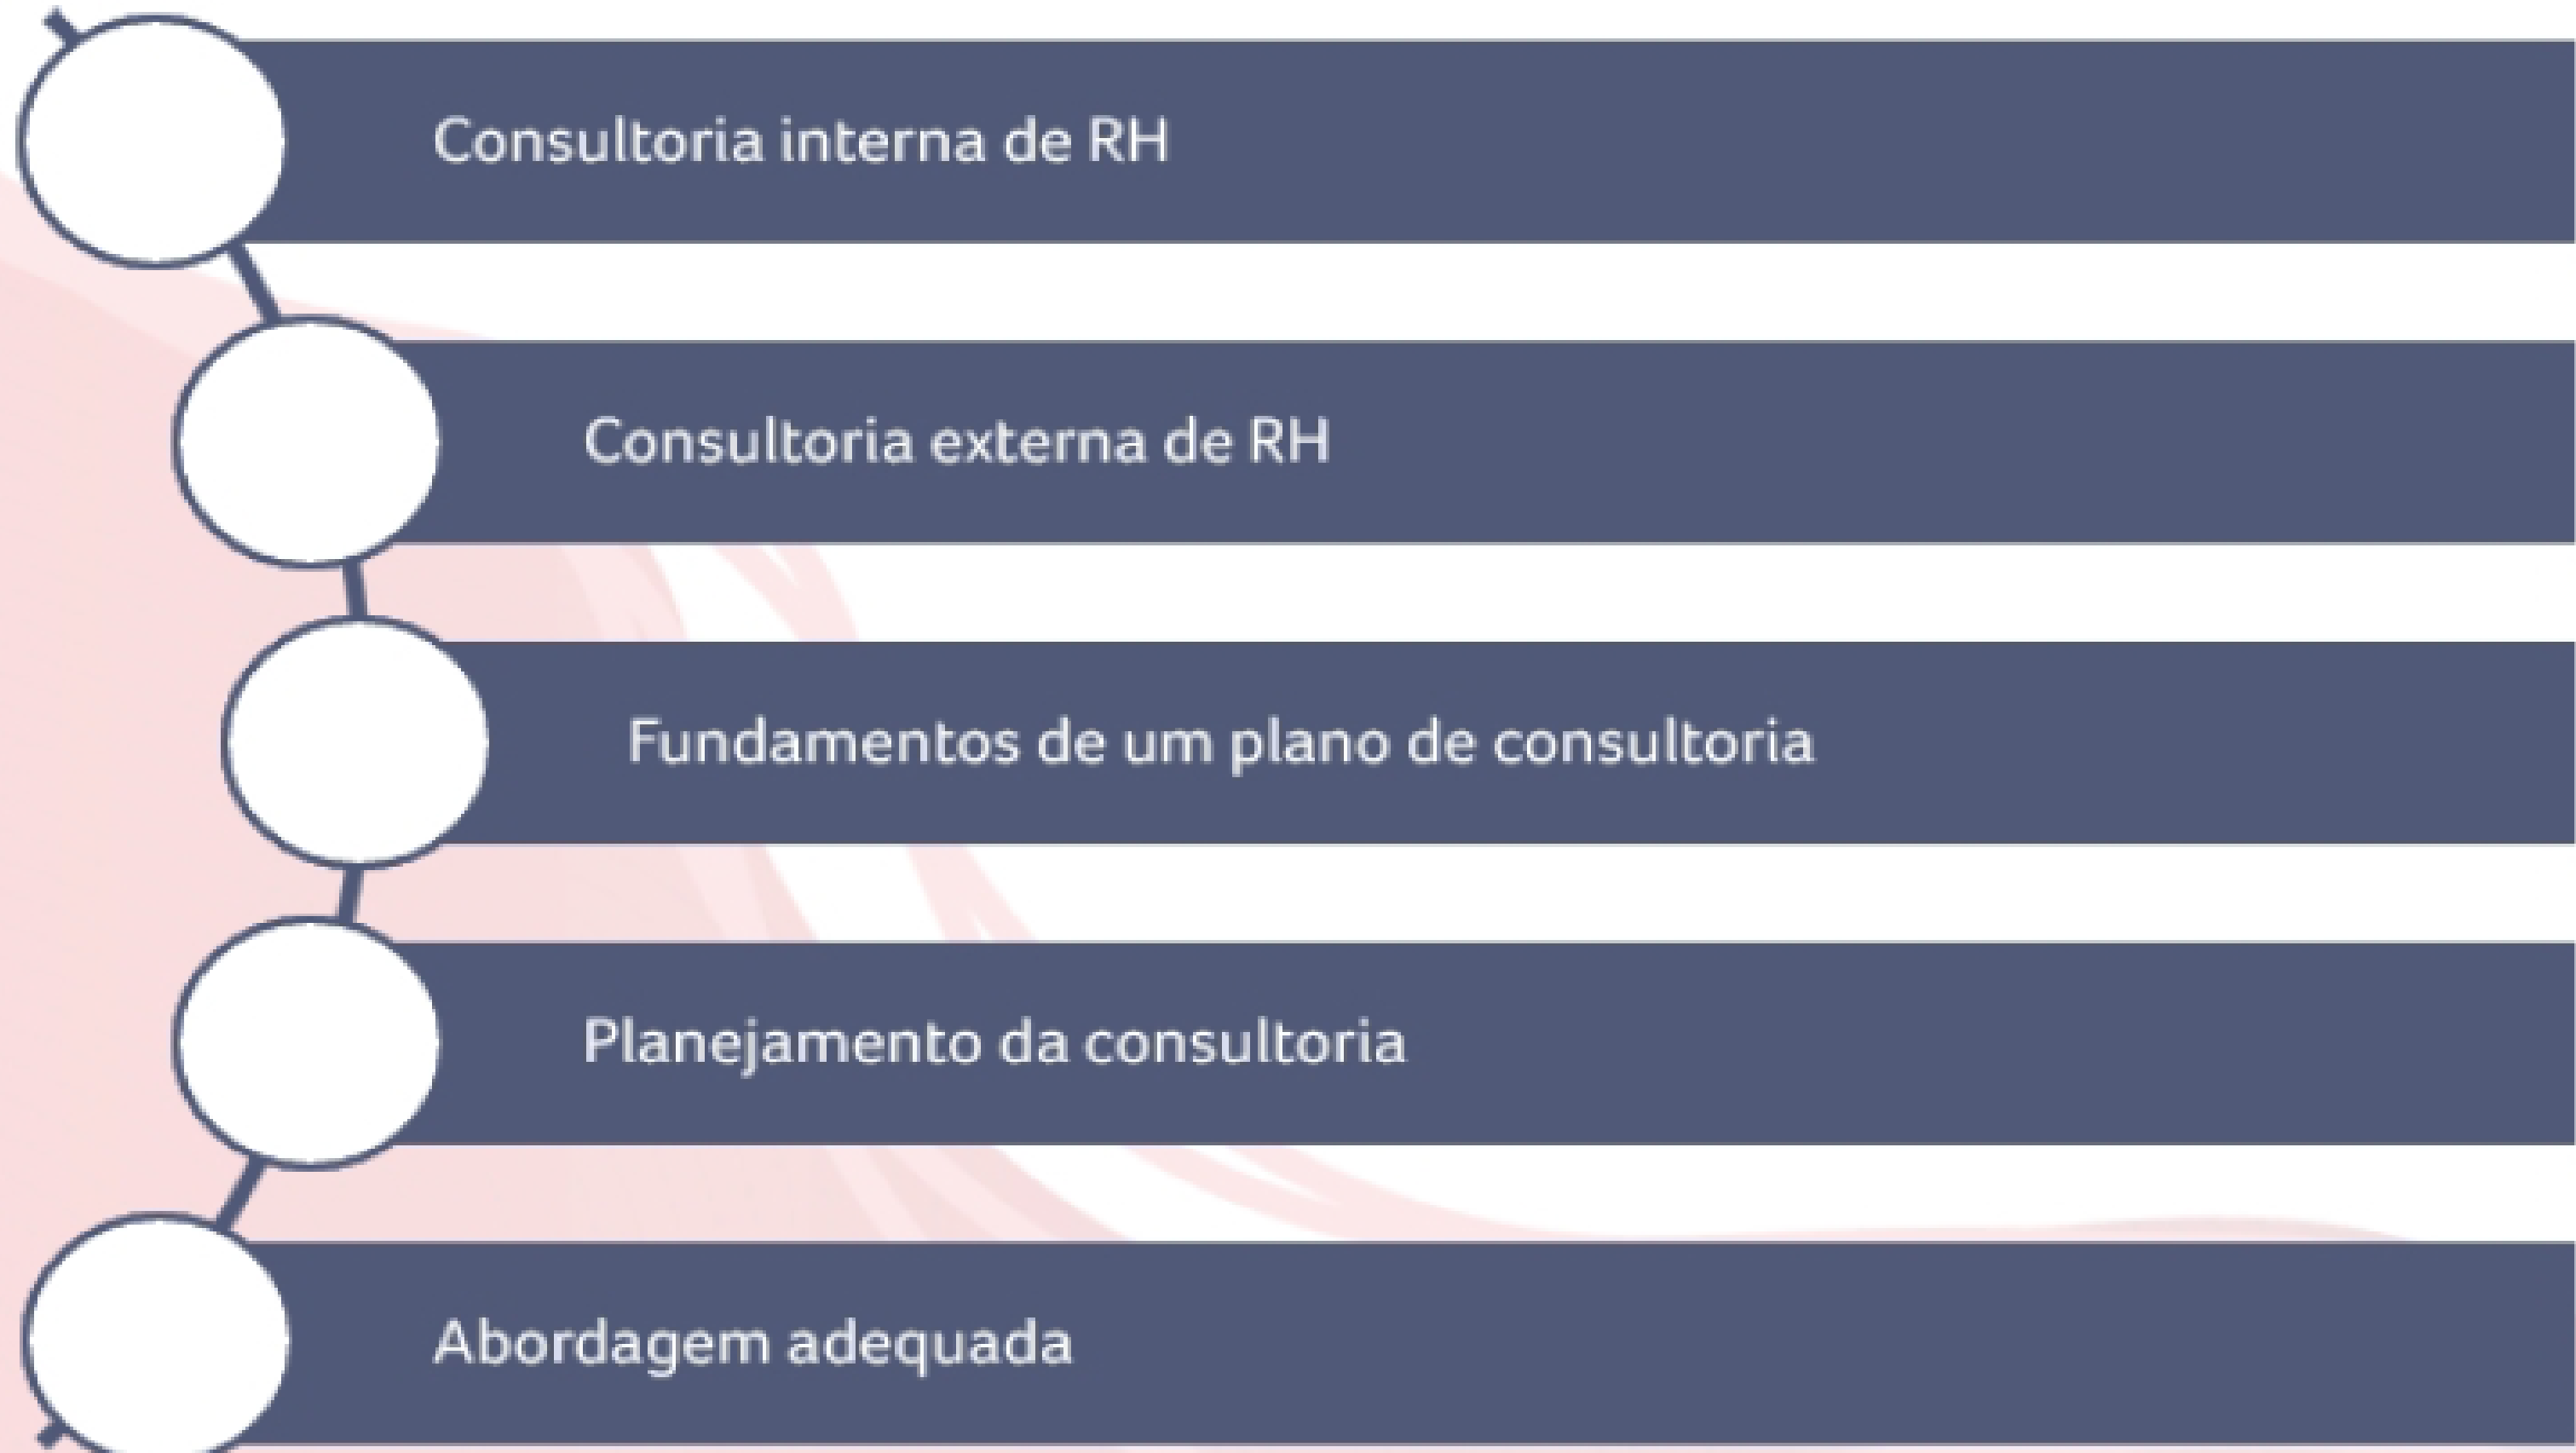 Consultoria interna de RH
Consultoria externa de RH
Fundamentos de um plano de consultoria
Planejamento da consultoria
Abordagem adequada